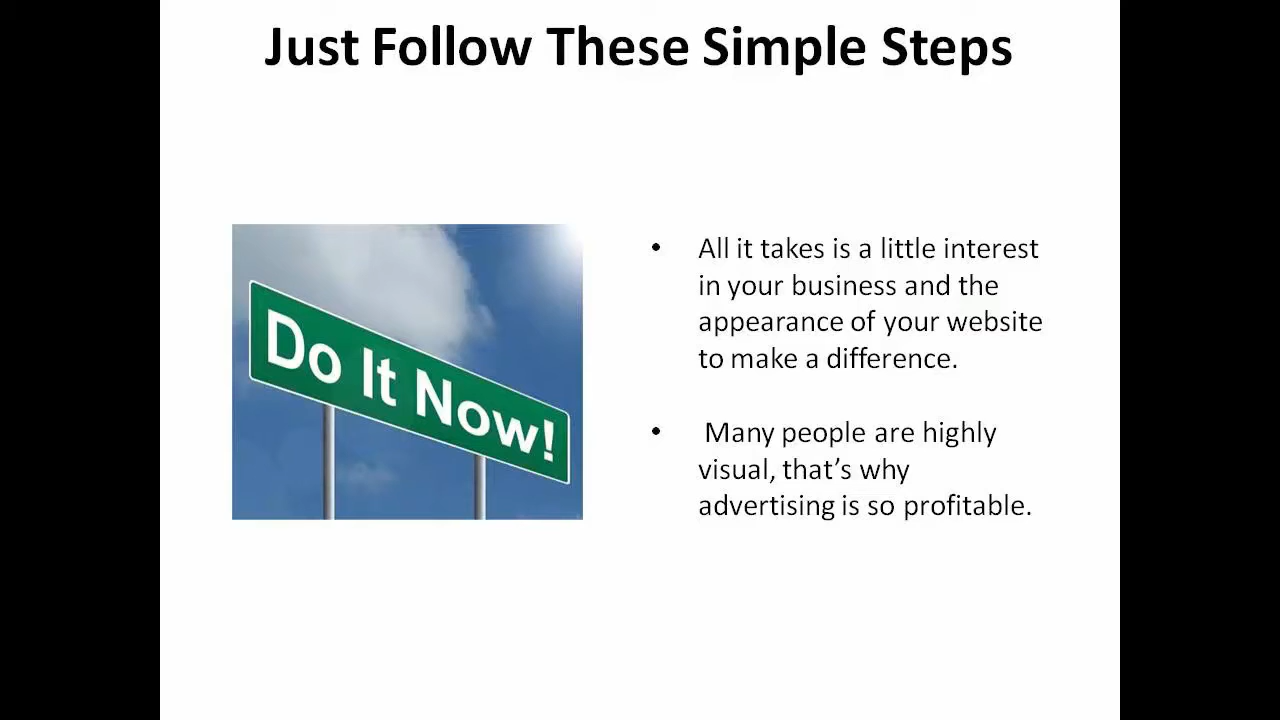 Just Follow These Simple Steps
Do It Now!
• All it takes is a little interest
in your business and the
appearance of your website
to make a difference.
• Many people are highly
visual, that’s why
advertising is so profitable.